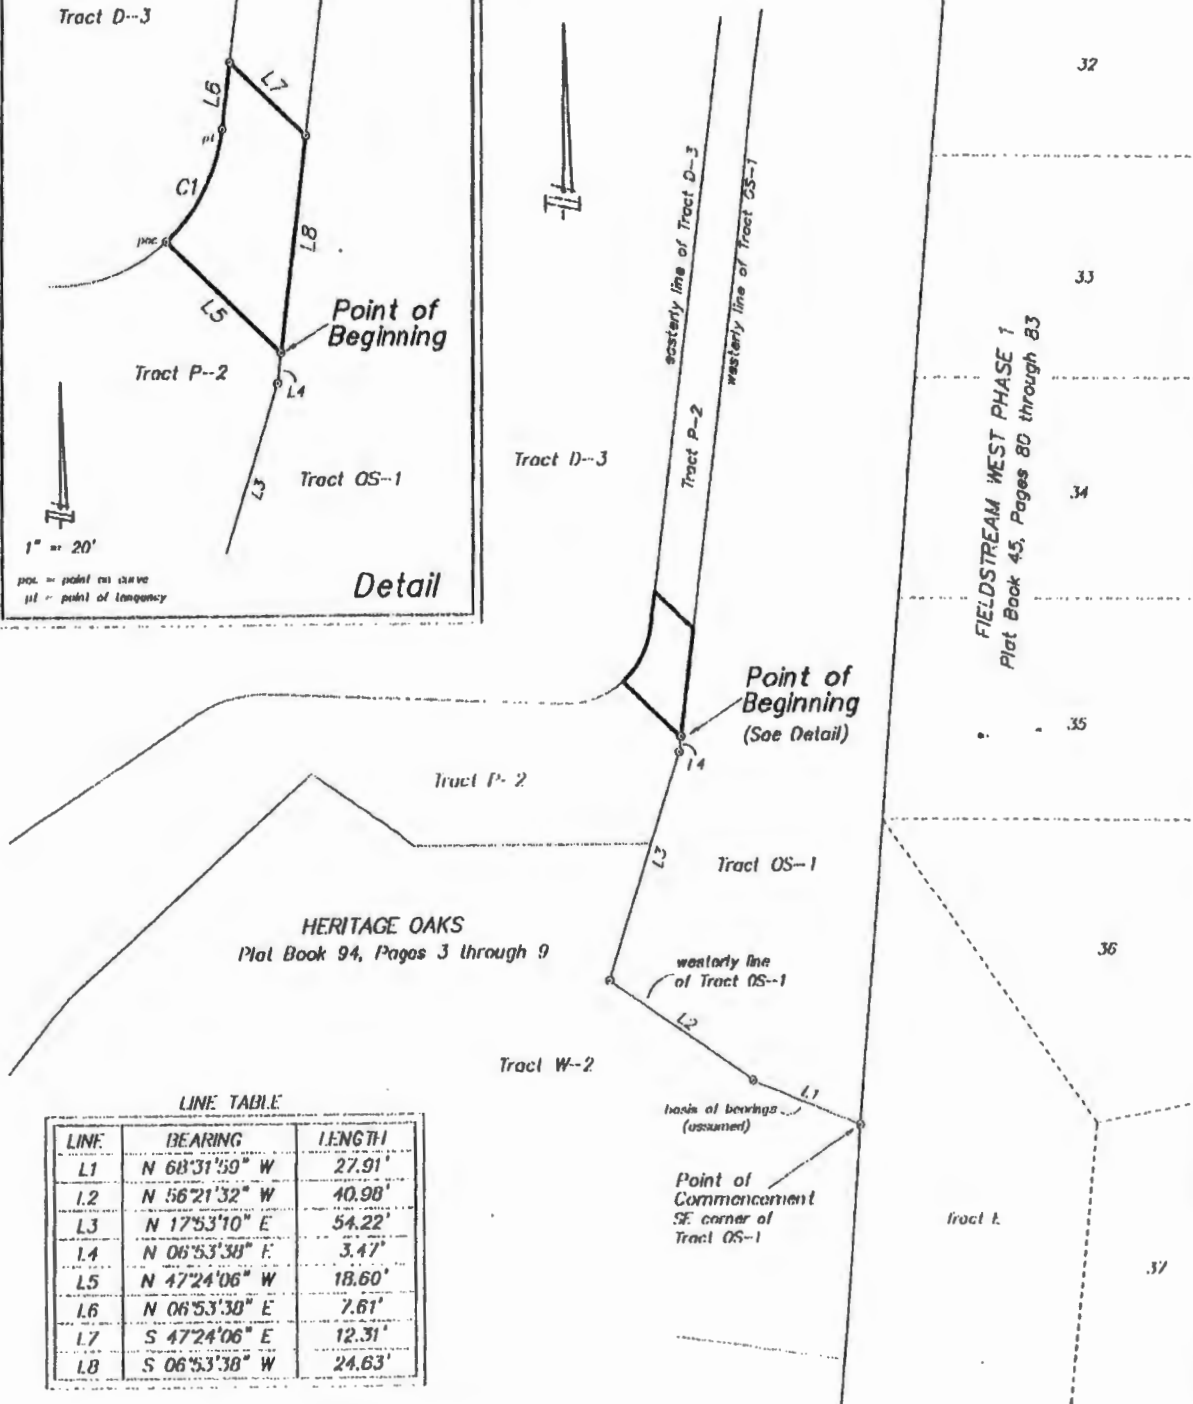 Tract D-3
L6
L7
pt
C1
poc
L8
L5
Point of
Beginning
Tract P-2
L4
L3
Tract OS-1
1" = 20'
poc = point on curve
pt = point of tangency
Detail
easterly line of Tract D-3
westerly line of Tract OS-1
Tract P-2
Tract D-3
32
33
34
35
36
37
FIELDSTREAM WEST PHASE 1
Plat Book 45, Pages 80 through 83
Point of
Beginning
(See Detail)
L4
Tract P-2
L3
Tract OS-1
HERITAGE OAKS
Plat Book 94, Pages 3 through 9
westerly line
of Tract OS-1
L2
Tract W-2
L1
basis of bearings
(assumed)
Point of
Commencement
SE corner of
Tract OS-1
Tract E
LINE TABLE
LINE BEARING LENGTH
L1 N 68°31'59" W 27.91'
L2 N 56°21'32" W 40.98'
L3 N 17°53'10" E 54.22'
L4 N 06°53'38" E 3.47'
L5 N 47°24'06" W 18.60'
L6 N 06°53'38" E 7.61'
L7 S 47°24'06" E 12.31'
L8 S 06°53'38" W 24.63'